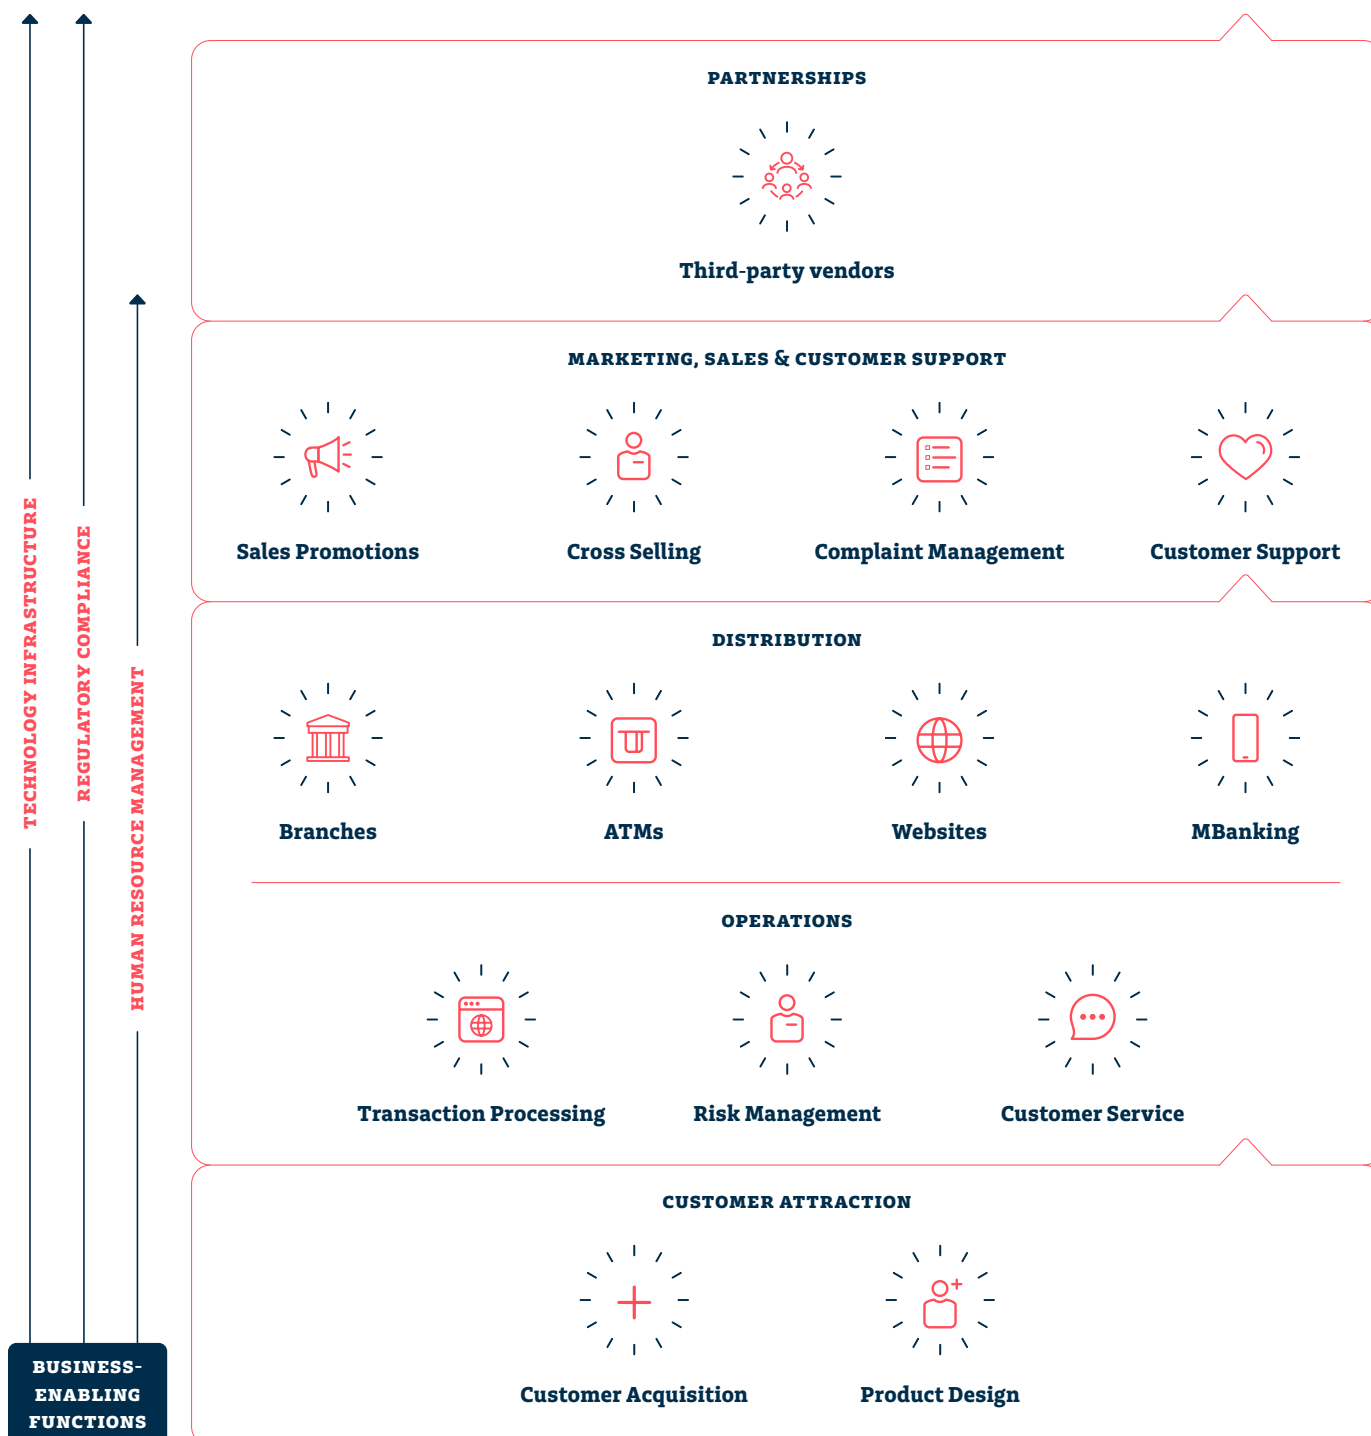 PARTNERSHIPS
Third-party vendors
MARKETING, SALES & CUSTOMER SUPPORT
Sales Promotions
Cross Selling
Complaint Management
Customer Support
DISTRIBUTION
Branches
ATMs
Websites
MBanking
OPERATIONS
Transaction Processing
Risk Management
Customer Service
CUSTOMER ATTRACTION
Customer Acquisition
Product Design
TECHNOLOGY INFRASTRUCTURE
REGULATORY COMPLIANCE
HUMAN RESOURCE MANAGEMENT
BUSINESS-
ENABLING
FUNCTIONS